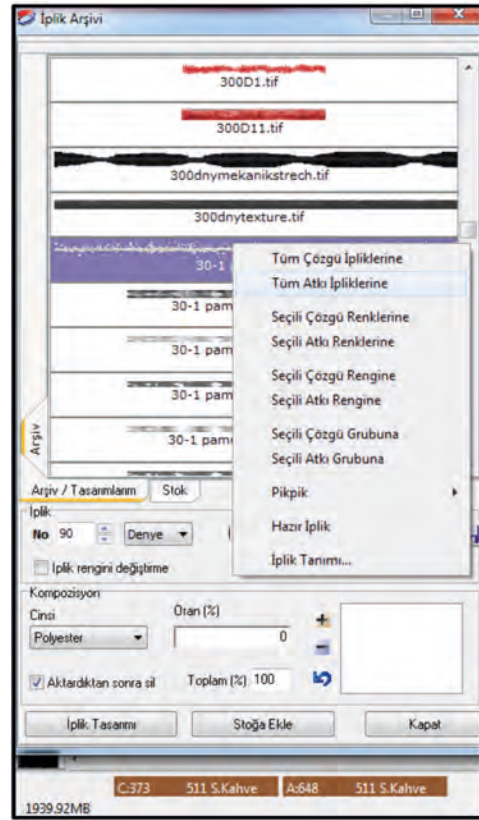 İplik Arşivi
300D1.tif
300D11.tif
300dnymekanikstrech.tif
300dnytexture.tif
30-1
30-1 pam
30-1 pam
30-1 pam
30-1 pam
Tüm Çözgü İpliklerine
Tüm Atkı İpliklerine
Seçili Çözgü Renklerine
Seçili Atkı Renklerine
Seçili Çözgü Rengine
Seçili Atkı Rengine
Seçili Çözgü Grubuna
Seçili Atkı Grubuna
Pikpik
Hazır İplik
İplik Tanımı...
Arşiv
Arşiv / Tasarımlarım Stok
İplik
No 90 Denye
İplik rengini değiştirme
Kompozisyon
Cinsi Oran (%)
Polyester 0
Aktardıktan sonra sil Toplam (%) 100
İplik Tasarımı Stoğa Ekle Kapat
C:373 511 S.Kahve A:648 511 S.Kahve
1939.92MB